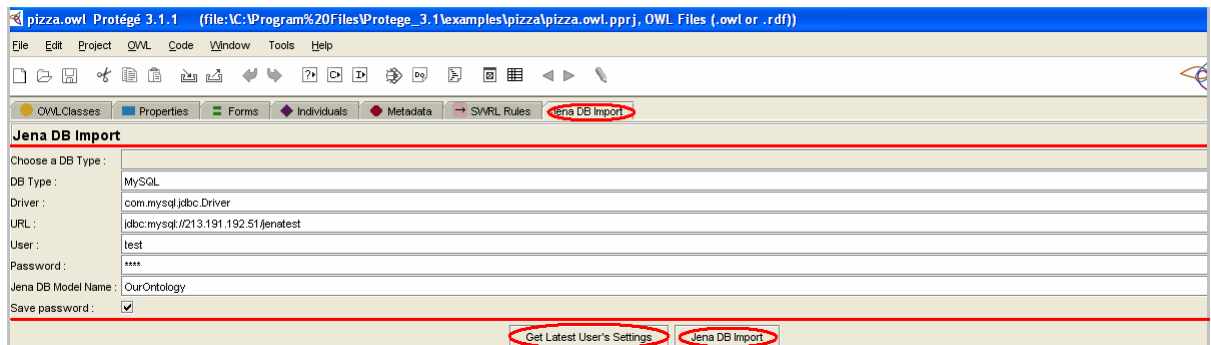 pizza.owl Protégé 3.1.1 (file:\C:\Program%20Files\Protege_3.1\examples\pizza\pizza.owl.pprj, OWL Files (.owl or .rdf))
File Edit Project OWL Code Window Tools Help
OWLClasses Properties Forms Individuals Metadata SWRL Rules Jena DB Import
Jena DB Import
Choose a DB Type :
DB Type : MySQL
Driver : com.mysql.jdbc.Driver
URL : jdbc:mysql://213.191.192.51/jenatest
User : test
Password : ****
Jena DB Model Name : OurOntology
Save password :
Get Latest User's Settings Jena DB Import